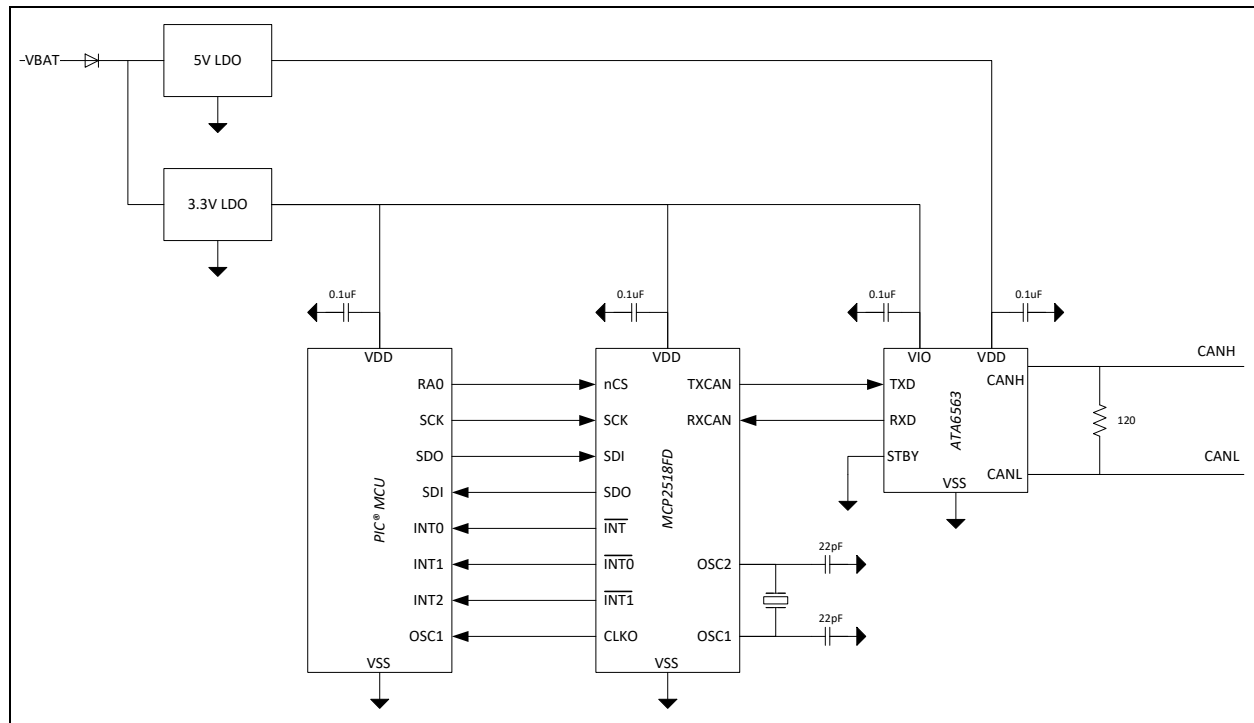 VBAT
5V LDO
3.3V LDO
0.1uF
0.1uF
0.1uF
0.1uF
VDD
RA0
SCK
SDO
SDI
INT0
INT1
INT2
OSC1
VSS
PIC® MCU
VDD
nCS
SCK
SDI
SDO
INT
INT0
INT1
CLKO
VSS
MCP2518FD
TXCAN
RXCAN
OSC2
OSC1
22pF
22pF
VIO
VDD
TXD
RXD
STBY
VSS
ATA6563
CANH
CANL
CANH
120
CANL